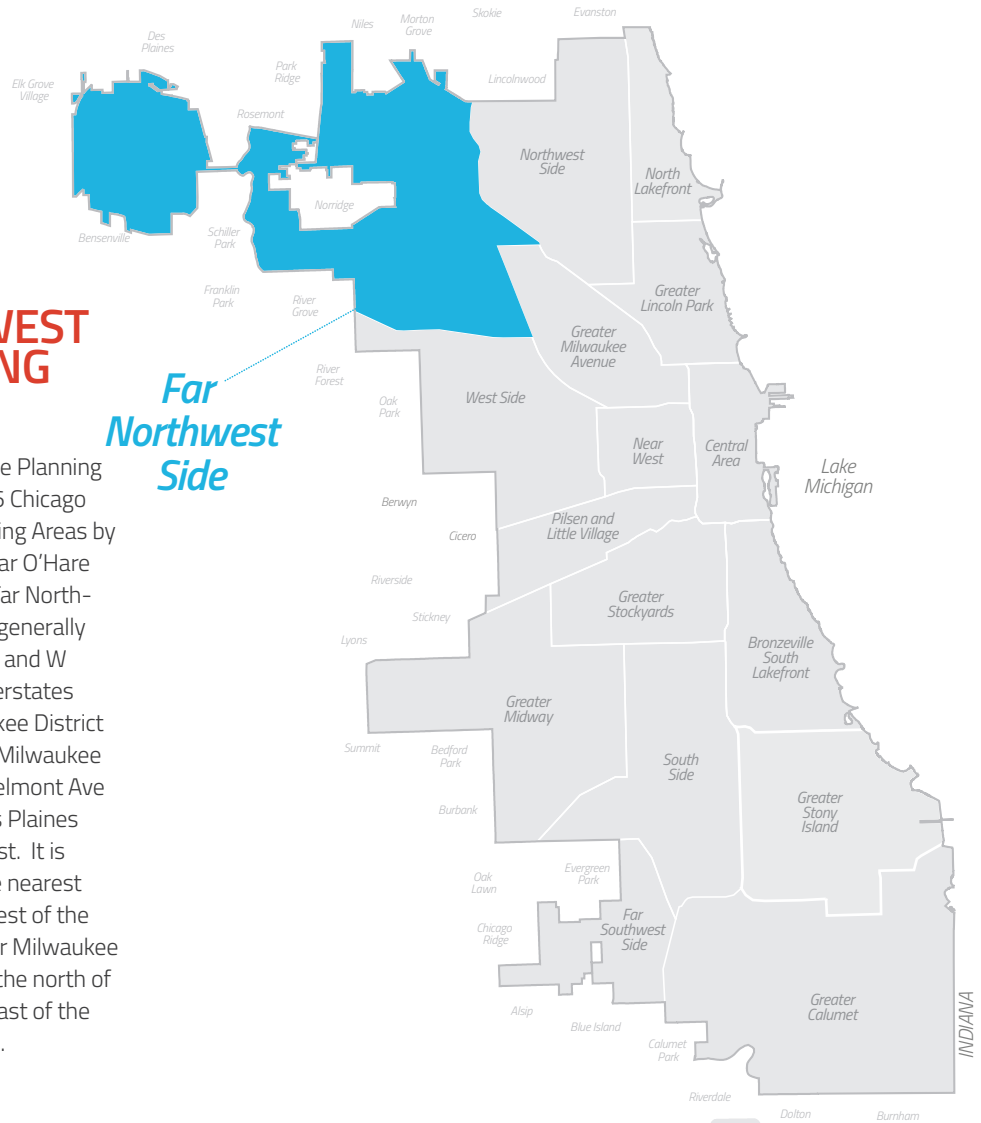 Skokie
Evanston
Niles
Morton
Grove
Des
Plaines
Park
Ridge
Elk Grove
Village
Lincolnwood
Rosemont
Northwest
Side
North
Lakefront
Norridge
Bensenville
Schiller
Park
Franklin
Park
River
Grove
Greater
Lincoln Park
WEST
NG
Greater
Milwaukee
Avenue
River
Forest
Far
Northwest
Side
Oak
Park
West Side
Near
West
Central
Area
Lake
Michigan
e Planning
6 Chicago
ing Areas by
ar O'Hare
Far North-
generally
and W
erstates
kee District
Milwaukee
elmont Ave
s Plaines
st. It is
e nearest
est of the
r Milwaukee
the north of
ast of the
.
Berwyn
Cicero
Pilsen and
Little Village
Riverside
Stickney
Lyons
Greater
Stockyards
Bronzeville
South
Lakefront
Greater
Midway
Summit
Bedford
Park
South
Side
Burbank
Greater
Stony
Island
Oak
Lawn
Evergreen
Park
Chicago
Ridge
Far
Southwest
Side
Alsip
Blue Island
Calumet
Park
Greater
Calumet
INDIANA
Riverdale
Dolton
Burnham